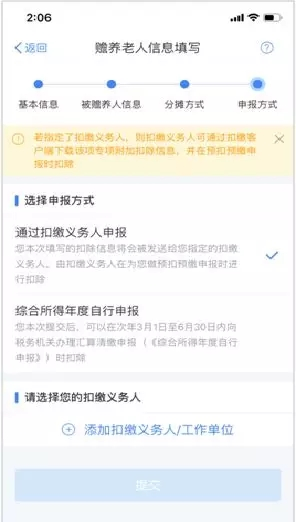 2:06
返回
赡养老人信息填写
基本信息
被赡养人信息
分摊方式
申报方式
若指定了扣缴义务人，则扣缴义务人可通过扣缴客
户端下载该项专项附加扣除信息，并在预扣预缴申
报时扣除
选择申报方式
通过扣缴义务人申报
您本次填写的扣除信息将会被发送给您指定的扣缴
义务人。由扣缴义务人在为您做预扣预缴申报时进
行扣除
综合所得年度自行申报
您本次提交后，可以在次年3月1日至6月30日内向
税务机关办理汇算清缴申报（《综合所得年度自行
申报》）时扣除
请选择您的扣缴义务人
添加扣缴义务人/工作单位
提交